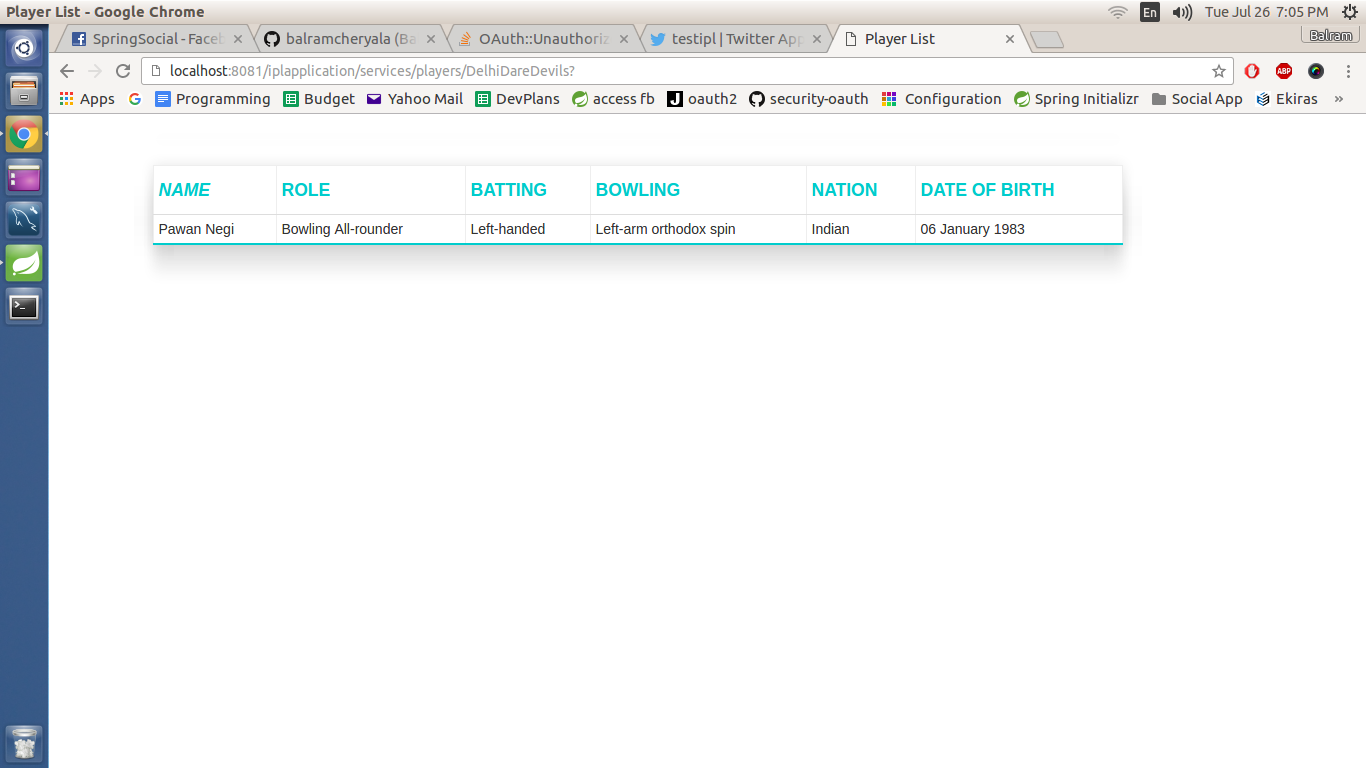 Player List - Google Chrome
En
Tue Jul 26 7:05 PM
SpringSocial - Faceb
balramcheryala (Ba
OAuth::Unauthoriz
testipl | Twitter App
Player List
Balram
localhost:8081/iplapplication/services/players/DelhiDareDevils?
ABP
Apps
Programming
Budget
Yahoo Mail
DevPlans
access fb
oauth2
security-oauth
Configuration
Spring Initializr
Social App
Ekiras
»
NAME ROLE BATTING BOWLING NATION DATE OF BIRTH
Pawan Negi Bowling All-rounder Left-handed Left-arm orthodox spin Indian 06 January 1983